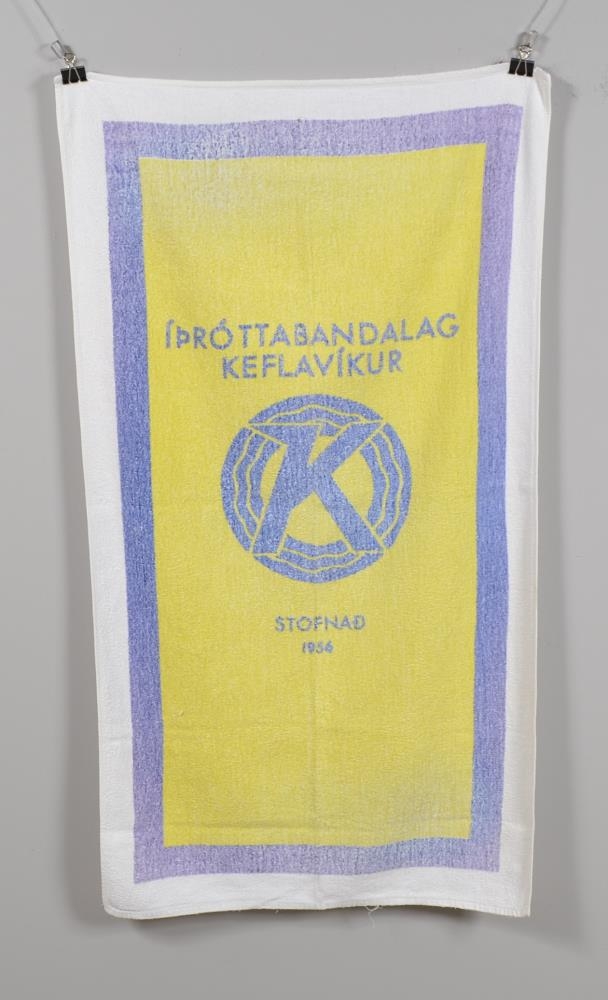 ÍÞRÓTTABANDALAG
KEFLAVÍKUR
K
STOFNAÐ
1956